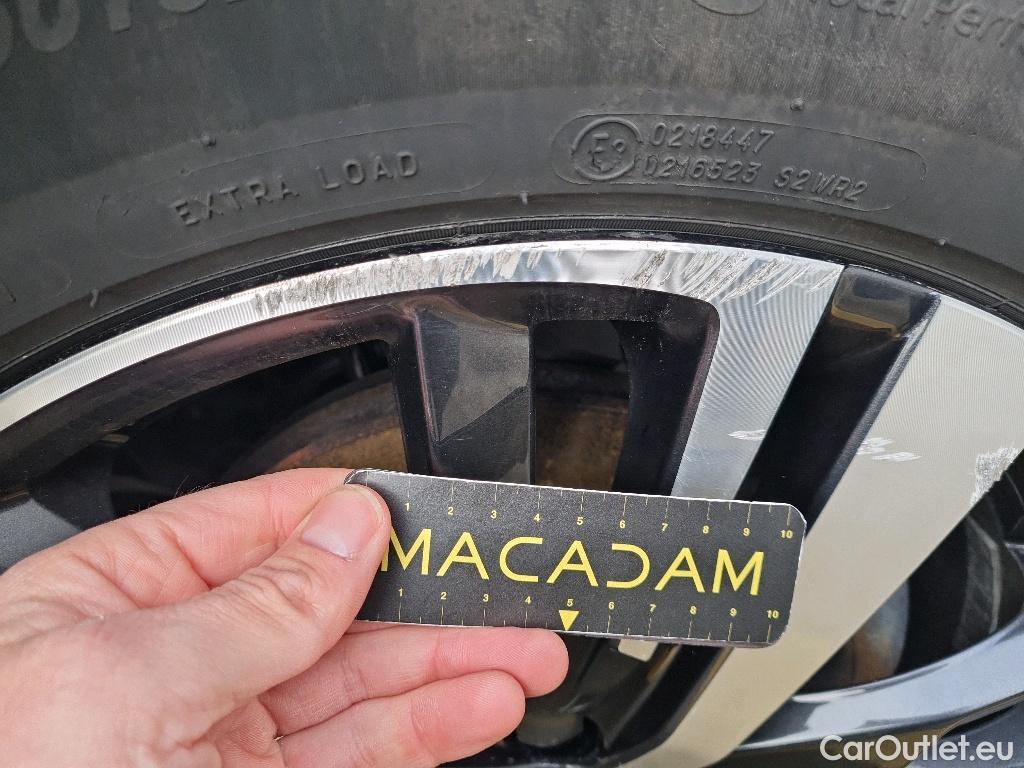 EXTRA LOAD
0218447
0216523 S2WR2
1 2 3 4 5 6 7 8 9 10
MACADAM
1 2 3 4 5 6 7 8 9 10
CarOutlet.eu